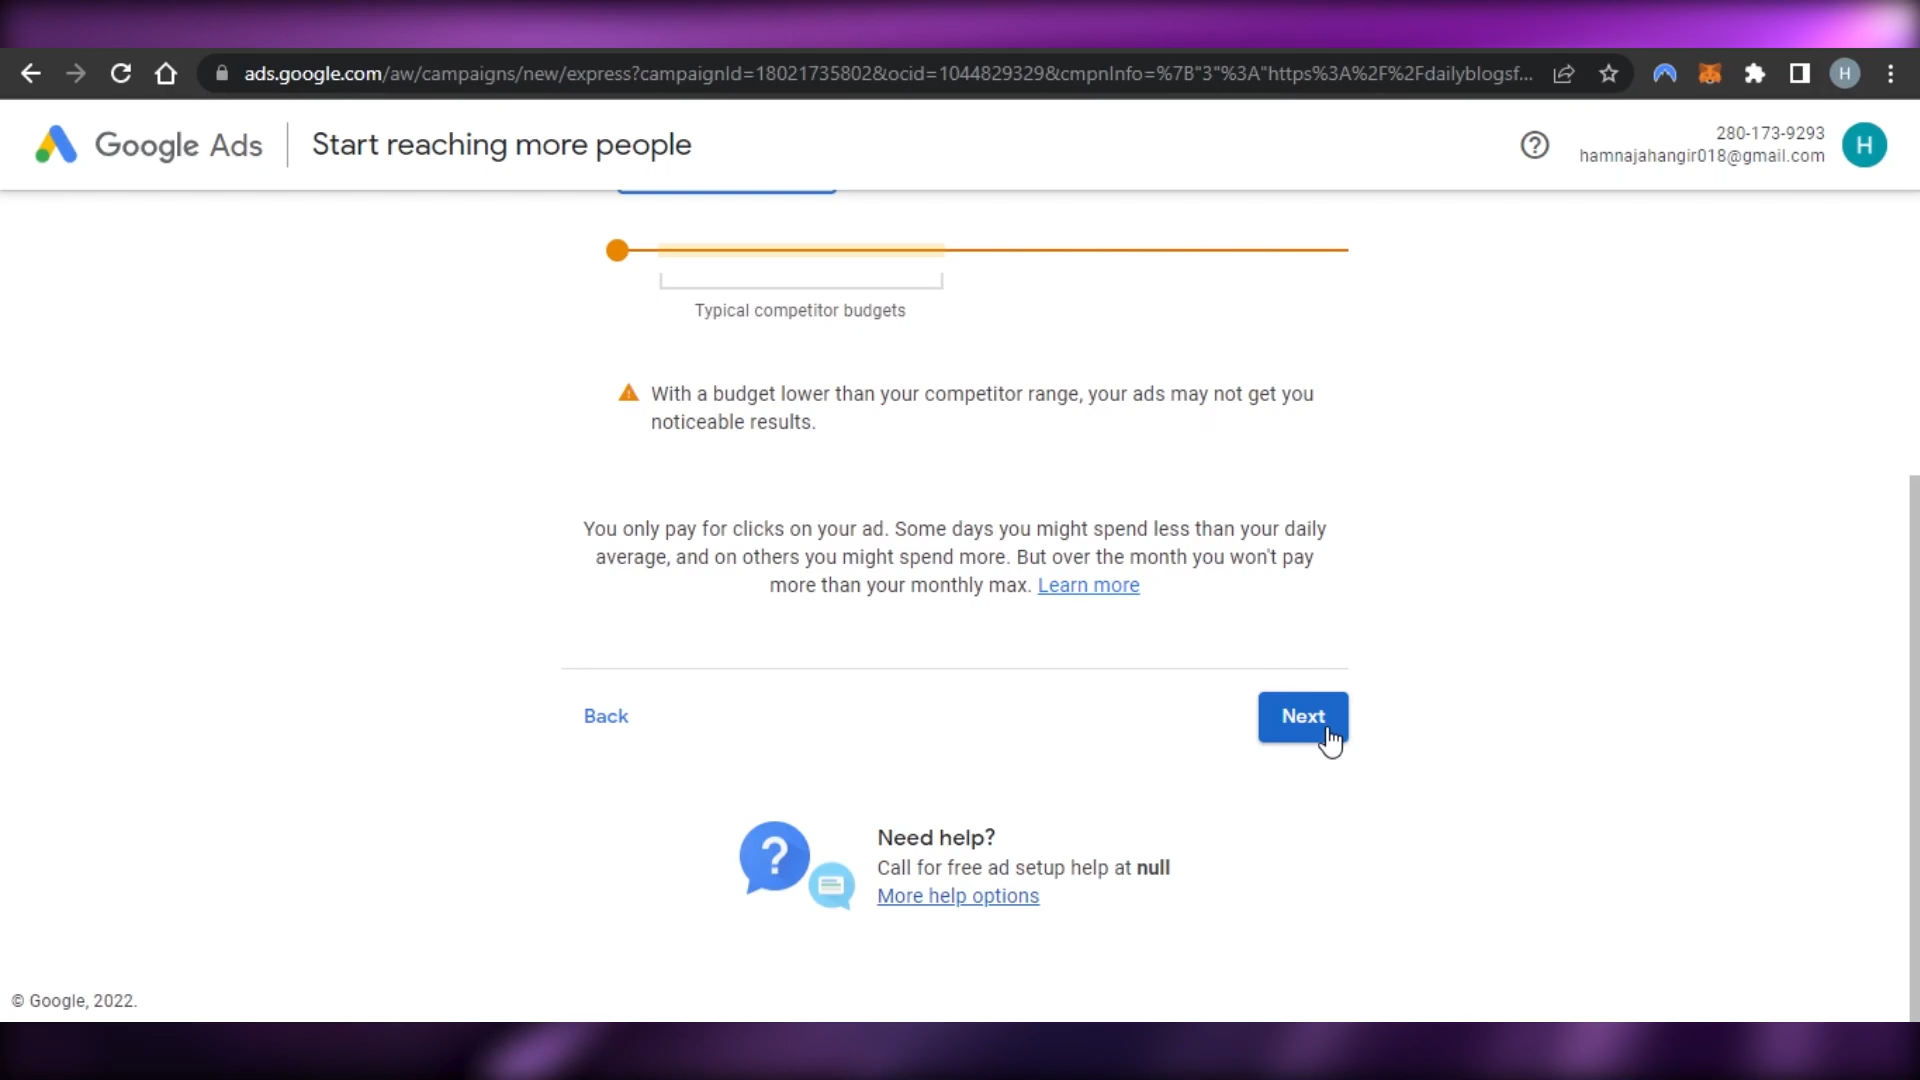 ads.google.com/aw/campaigns/new/express?campaignId=18021735802&ocid=1044829329&cmpnInfo=%7B"3"%3A"https%3A%2F%2Fdailyblogsf...
H
Google Ads
Start reaching more people
280-173-9293
hamnajahangir018@gmail.com
H
Typical competitor budgets
With a budget lower than your competitor range, your ads may not get you
noticeable results.
You only pay for clicks on your ad. Some days you might spend less than your daily
average, and on others you might spend more. But over the month you won't pay
more than your monthly max. Learn more
Back
Next
Need help?
Call for free ad setup help at null
More help options
© Google, 2022.